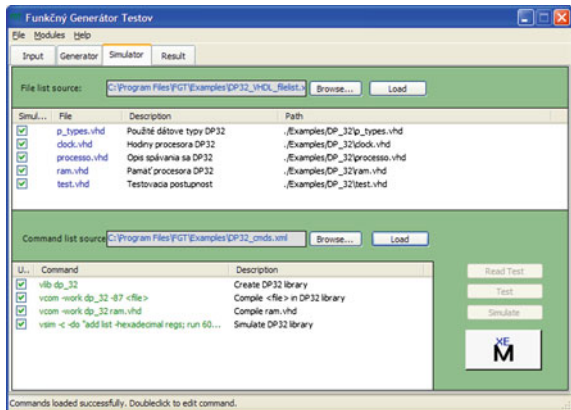 Funkčný Generátor Testov
File Modules Help
Input Generator Simulator Result
File list source: C:\Program Files\FGT\Examples\DP32_VHDL_filelist.x Browse... Load
Simul... File Description Path
p_types.vhd Použité dátove typy DP32 ./Examples/DP_32\p_types.vhd
clock.vhd Hodiny procesora DP32 ./Examples/DP_32\clock.vhd
processo.vhd Opis spávania sa DP32 ./Examples/DP_32\processo.vhd
ram.vhd Pamať procesora DP32 ./Examples/DP_32\ram.vhd
test.vhd Testovacia postupnost ./Examples/DP_32\test.vhd
Command list source C:\Program Files\FGT\Examples\DP32_cmds.xml Browse... Load
U... Command Description
vlib dp_32 Create DP32 library
vcom -work dp_32 -87 <file> Compile <file> in DP32 library
vcom -work dp_32 ram.vhd Compile ram.vhd
vsim -c -do "add list -hexadecimal regs; run 60... Simulate DP32 library
Read Test
Test
Simulate
XE
M
Commands loaded successfully. Doubleclick to edit command.